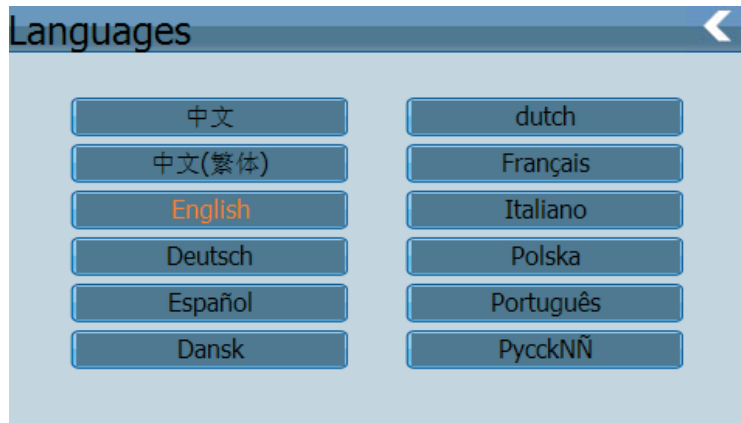 Languages
中文
dutch
中文(繁体)
Français
English
Italiano
Deutsch
Polska
Español
Português
Dansk
PycckNÑ